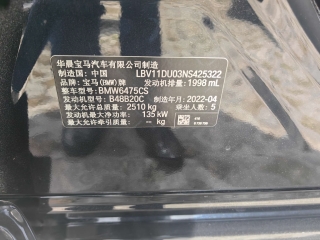 华晨宝马汽车有限公司制造
制造国：中国 LBV11DU03NS425322
品牌：宝马(BMW)牌 发动机排量：1998 mL
整车型号：BMW6475CS
发动机型号：B48B20C 制造年月：2022-04
最大允许总质量：2510 kg 乘坐人数：5
发动机最大净功率：135 kW
最大允许牵引质量：-- kg